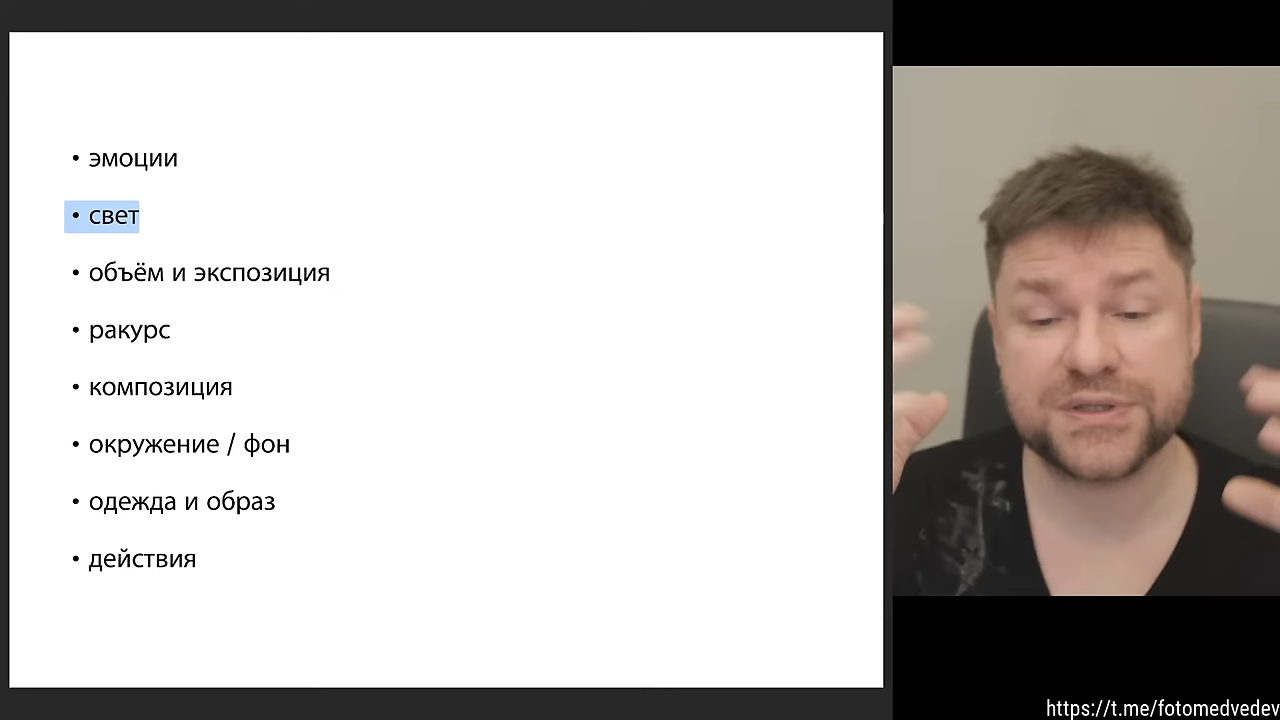 • эмоции
• свет
• объём и экспозиция
• ракурс
• композиция
• окружение / фон
• одежда и образ
• действия
https://t.me/fotomedvedev